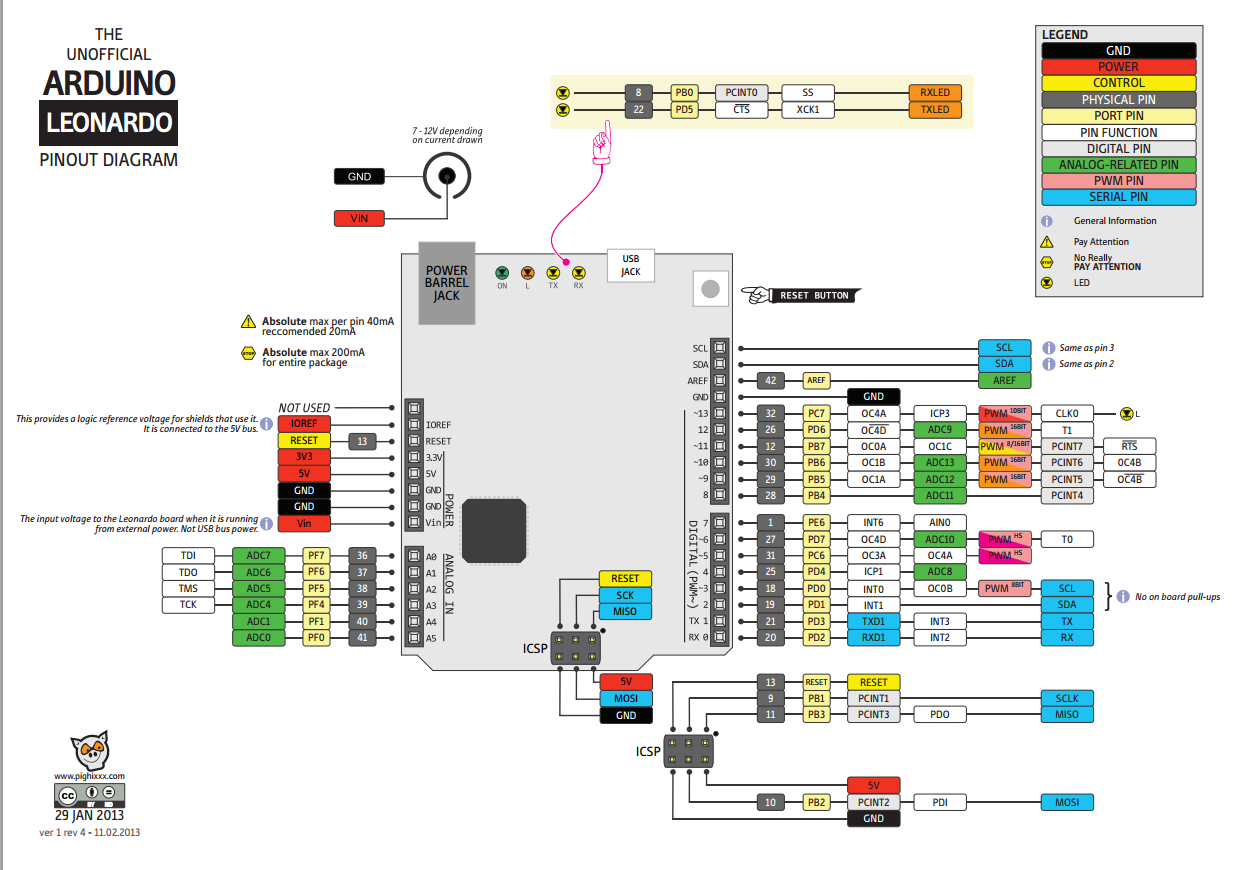 THE
UNOFFICIAL
ARDUINO
LEONARDO
PINOUT DIAGRAM
7 - 12V depending
on current drawn
GND
VIN
8 PB0 PCINT0 SS RXLED
22 PD5 CTS XCK1 TXLED
LEGEND
GND
POWER
CONTROL
PHYSICAL PIN
PORT PIN
PIN FUNCTION
DIGITAL PIN
ANALOG-RELATED PIN
PWM PIN
SERIAL PIN
General Information
Pay Attention
STOP
No Really
PAY ATTENTION
LED
POWER
BARREL
JACK
ON L TX RX
USB
JACK
RESET BUTTON
Absolute max per pin 40mA
reccomended 20mA
STOP
Absolute max 200mA
for entire package
NOT USED
This provides a logic reference voltage for shields that use it.
It is connected to the 5V bus.
IOREF IOREF
RESET 13 RESET
3V3 3.3V
5V 5V
GND GND
GND GND
The input voltage to the Leonardo board when it is running
from external power. Not USB bus power.
Vin Vin
POWER
TDI ADC7 PF7 36 A0
TDO ADC6 PF6 37 A1
TMS ADC5 PF5 38 A2
TCK ADC4 PF4 39 A3
ADC1 PF1 40 A4
ADC0 PF0 41 A5
ANALOG IN
SCL SCL Same as pin 3
SDA SDA Same as pin 2
AREF 42 AREF AREF
GND GND
~13 32 PC7 OC4A ICP3 PWM 10BIT CLK0 L
12 26 PD6 OC4D ADC9 PWM 16BIT T1
~11 12 PB7 OC0A OC1C PWM 8/16BIT PCINT7 RTS
~10 30 PB6 OC1B ADC13 PWM 16BIT PCINT6 OC4B
~9 29 PB5 OC1A ADC12 PWM 16BIT PCINT5 OC4B
8 28 PB4 ADC11 PCINT4
7 1 PE6 INT6 AIN0
~6 27 PD7 OC4D ADC10 PWM HS T0
~5 31 PC6 OC3A OC4A PWM HS
4 25 PD4 ICP1 ADC8
~3 18 PD0 INT0 OC0B PWM 8BIT SCL
2 19 PD1 INT1 SDA
No on board pull-ups
TX 1 21 PD3 TXD1 INT3 TX
RX 0 20 PD2 RXD1 INT2 RX
DIGITAL (PWM~)
RESET
SCK
MISO
ICSP
5V
MOSI
GND
13 RESET RESET
9 PB1 PCINT1 SCLK
11 PB3 PCINT3 PDO MISO
ICSP
5V
10 PB2 PCINT2 PDI MOSI
GND
www.pighixxx.com
cc BY ND
29 JAN 2013
ver 1 rev 4 - 11.02.2013